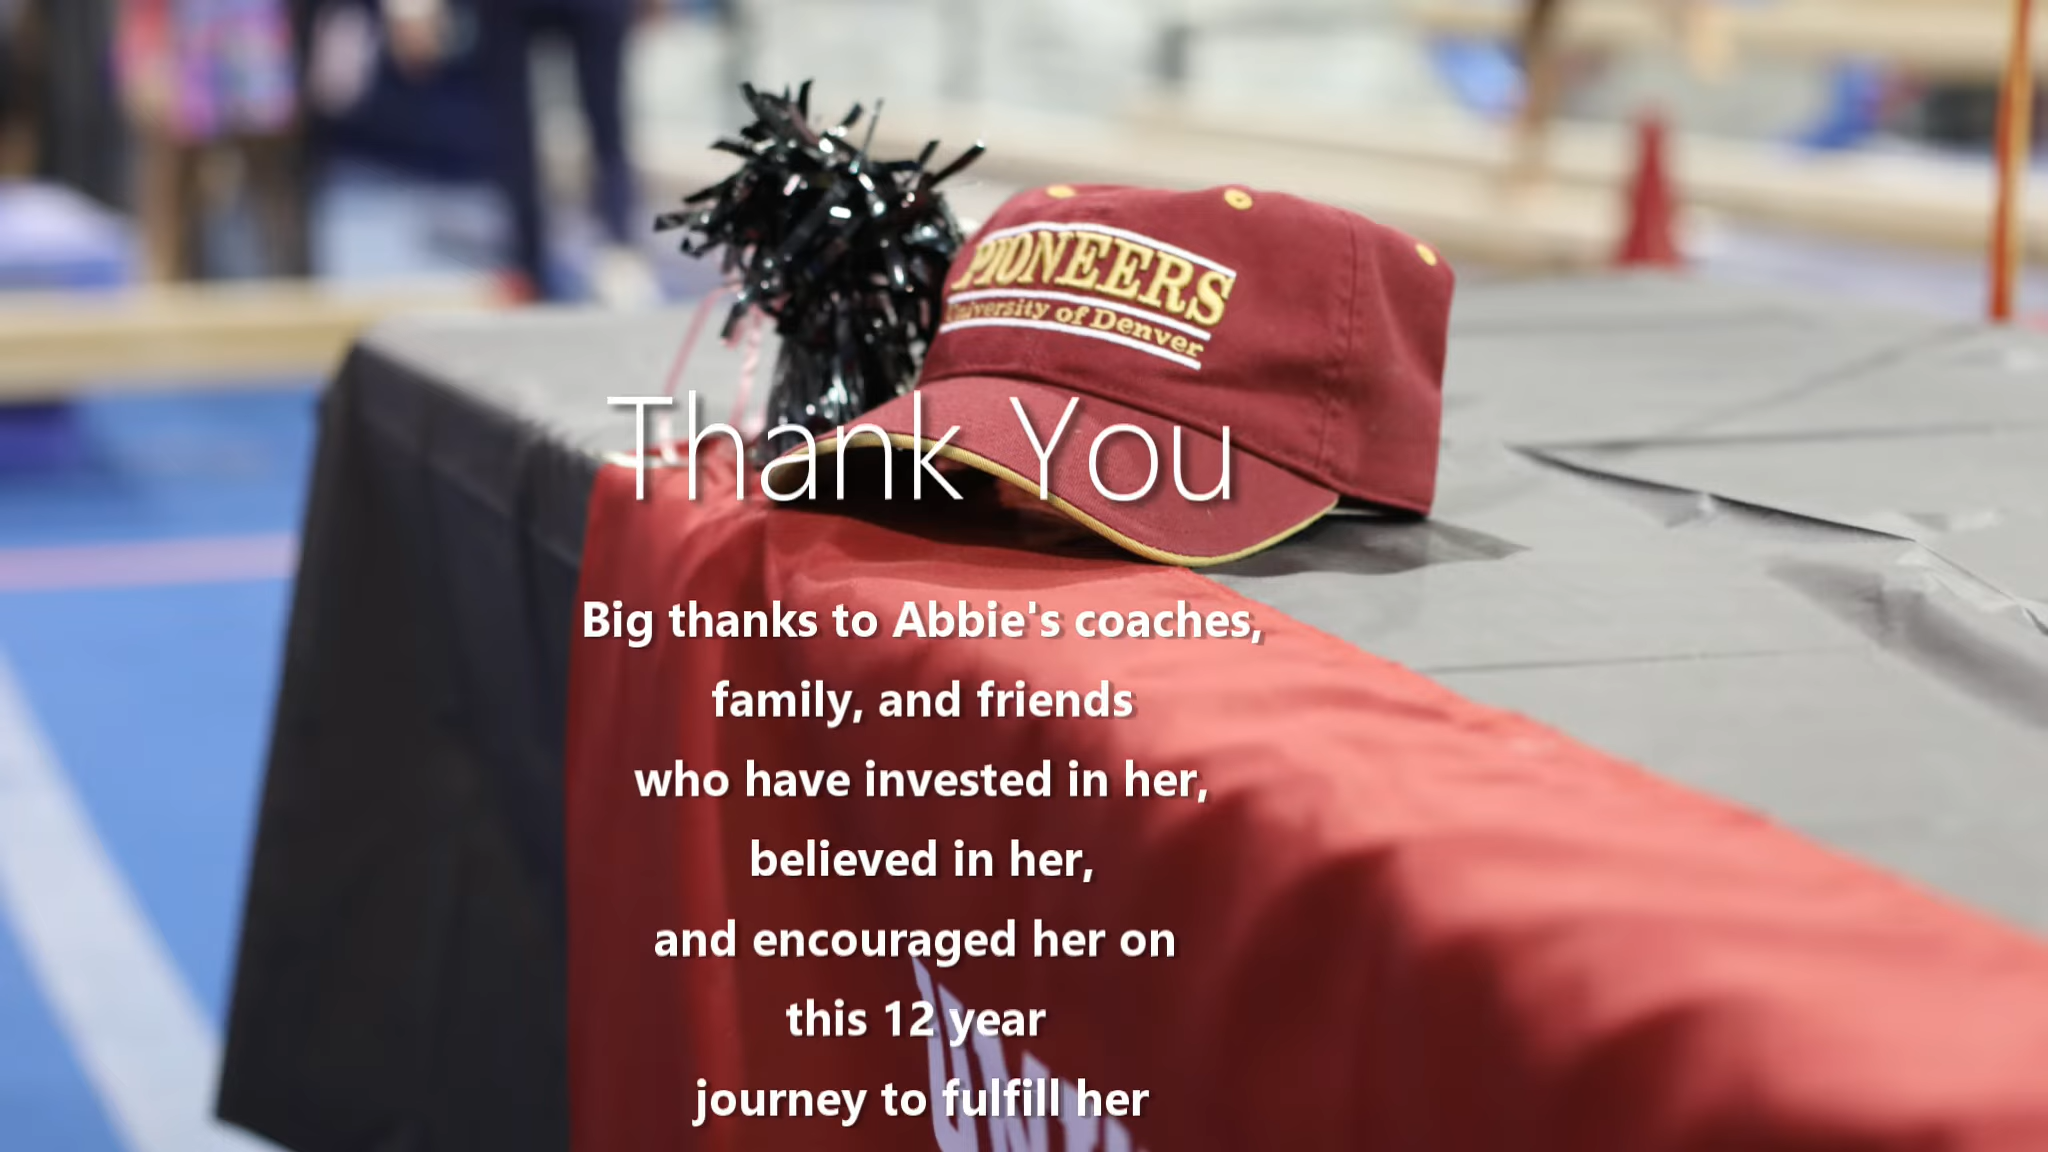 PIONEERS
University of Denver
Thank You
Big thanks to Abbie's coaches,
family, and friends
who have invested in her,
believed in her,
and encouraged her on
this 12 year
journey to fulfill her